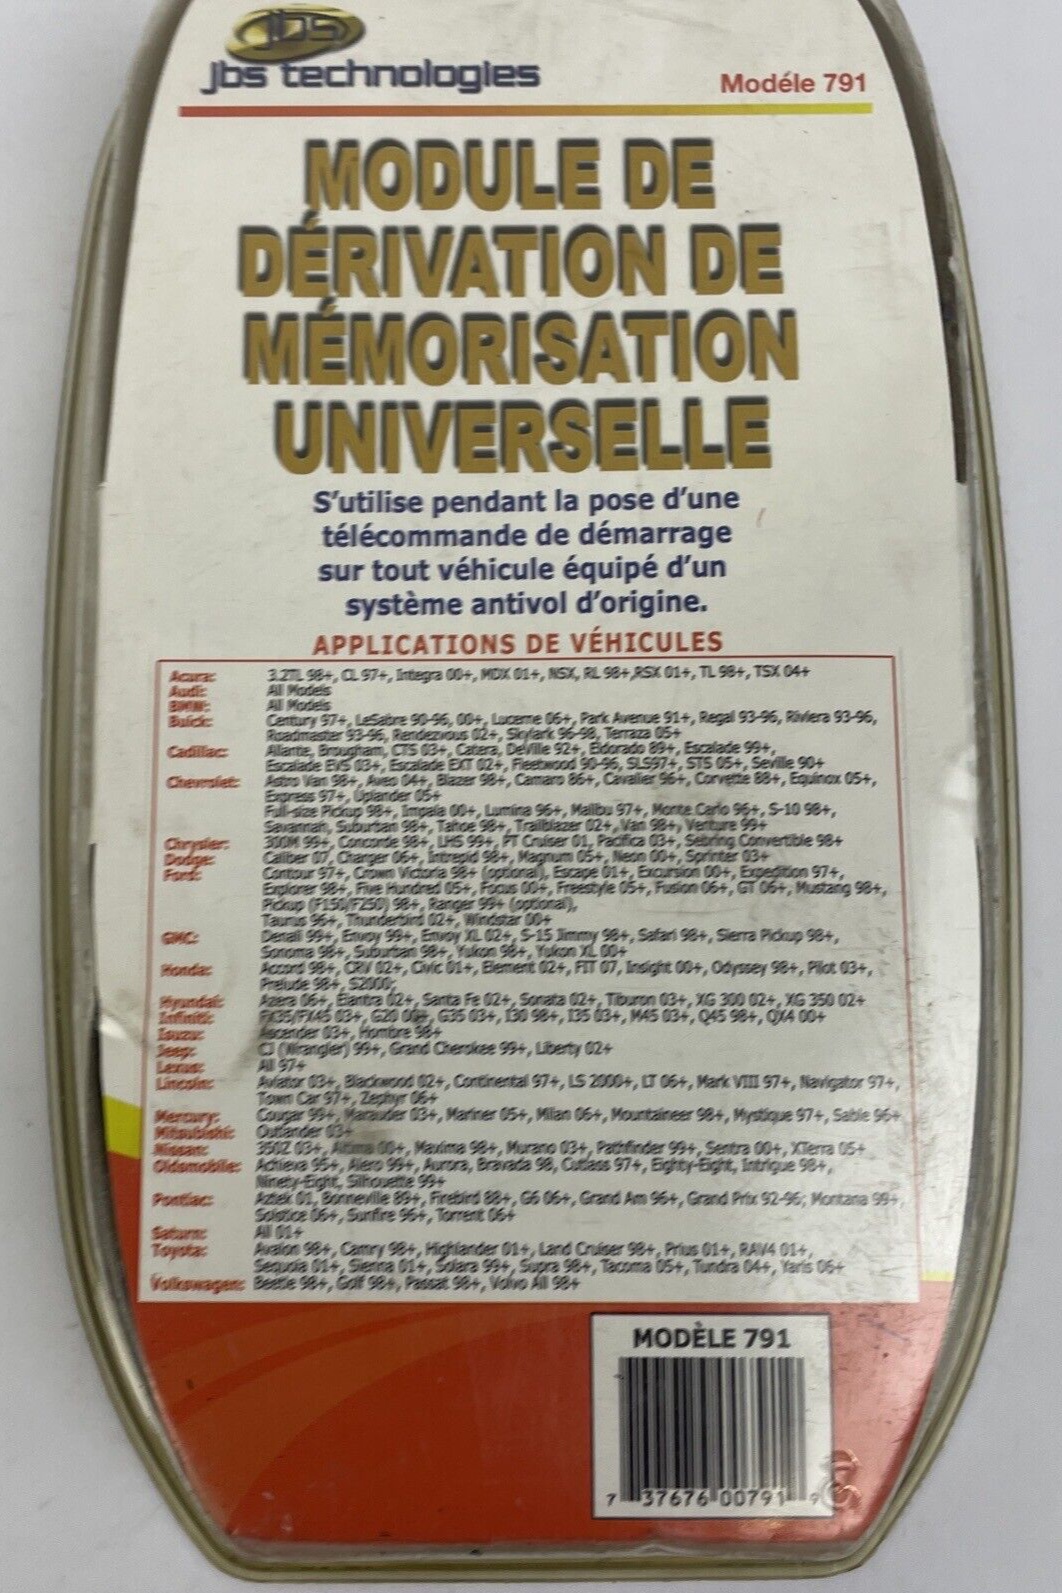 jbs
jbs technologies
Modéle 791
MODULE DE
DÉRIVATION DE
MÉMORISATION
UNIVERSELLE
S'utilise pendant la pose d'une
télécommande de démarrage
sur tout véhicule équipé d'un
système antivol d'origine.
APPLICATIONS DE VÉHICULES
Acura: 3.2TL 98+, CL 97+, Integra 00+, MDX 01+, NSX, RL 98+,RSX 01+, TL 98+, TSX 04+
Audi: All Models
BMW: All Models
Buick: Century 97+, LeSabre 90-96, 00+, Lucerne 06+, Park Avenue 91+, Regal 93-96, Riviera 93-96,
Roadmaster 93-96, Rendezvous 02+, Skylark 96-98, Terraza 05+
Cadillac: Allante, Brougham, CTS 03+, Catera, DeVille 92+, Eldorado 89+, Escalade 99+,
Escalade EVS 03+, Escalade EXT 02+, Fleetwood 90-96, SLS97+, STS 05+, Seville 90+
Chevrolet: Astro Van 98+, Aveo 04+, Blazer 98+, Camaro 86+, Cavalier 96+, Corvette 88+, Equinox 05+,
Express 97+, Uplander 05+
Full-size Pickup 98+, Impala 00+, Lumina 96+, Malibu 97+, Monte Carlo 96+, S-10 98+,
Savannah, Suburban 98+, Tahoe 98+, Trailblazer 02+, Van 98+, Venture 99+
Chrysler: 300M 99+, Concorde 98+, LHS 99+, PT Cruiser 01, Pacifica 03+, Sebring Convertible 98+
Dodge: Caliber 07, Charger 06+, Intrepid 98+, Magnum 05+, Neon 00+, Sprinter 03+
Ford: Contour 97+, Crown Victoria 98+ (optional), Escape 01+, Excursion 00+, Expedition 97+,
Explorer 98+, Five Hundred 05+, Focus 00+, Freestyle 05+, Fusion 06+, GT 06+, Mustang 98+,
Pickup (F150/F250) 98+, Ranger 99+ (optional),
Taurus 96+, Thunderbird 02+, Windstar 00+
GMC: Denali 99+, Envoy 99+, Envoy XL 02+, S-15 Jimmy 98+, Safari 98+, Sierra Pickup 98+,
Sonoma 98+, Suburban 98+, Yukon 98+, Yukon XL 00+
Honda: Accord 98+, CRV 02+, Civic 01+, Element 02+, FIT 07, Insight 00+, Odyssey 98+, Pilot 03+,
Prelude 98+, S2000,
Hyundai: Azera 06+, Elantra 02+, Santa Fe 02+, Sonata 02+, Tiburon 03+, XG 300 02+, XG 350 02+
Infiniti: FX35/FX45 03+, G20 00+, G35 03+, I30 98+, I35 03+, M45 03+, Q45 98+, QX4 00+
Isuzu: Ascender 03+, Hombre 98+
Jeep: CJ (Wrangler) 99+, Grand Cherokee 99+, Liberty 02+
Lexus: All 97+
Lincoln: Aviator 03+, Blackwood 02+, Continental 97+, LS 2000+, LT 06+, Mark VIII 97+, Navigator 97+,
Town Car 97+, Zephyr 06+
Mercury: Cougar 99+, Marauder 03+, Mariner 05+, Milan 06+, Mountaineer 98+, Mystique 97+, Sable 96+
Mitsubishi: Outlander 03+
Nissan: 350Z 03+, Altima 00+, Maxima 98+, Murano 03+, Pathfinder 99+, Sentra 00+, XTerra 05+
Oldsmobile: Achieva 95+, Alero 99+, Aurora, Bravada 98, Cutlass 97+, Eighty-Eight, Intrigue 98+,
Ninety-Eight, Silhouette 99+
Pontiac: Aztek 01, Bonneville 89+, Firebird 88+, G6 06+, Grand Am 96+, Grand Prix 92-96, Montana 99+,
Solstice 06+, Sunfire 96+, Torrent 06+
Saturn: All 01+
Toyota: Avalon 98+, Camry 98+, Highlander 01+, Land Cruiser 98+, Prius 01+, RAV4 01+,
Sequoia 01+, Sienna 01+, Solara 99+, Supra 98+, Tacoma 05+, Tundra 04+, Yaris 06+
Volkswagen: Beetle 98+, Golf 98+, Passat 98+, Volvo All 98+
MODÈLE 791
7 37676 00791 9